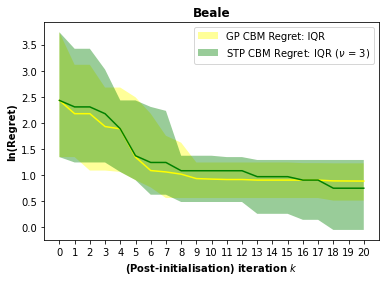 Beale
GP CBM Regret: IQR
STP CBM Regret: IQR (ν = 3)
ln(Regret)
3.5
3.0
2.5
2.0
1.5
1.0
0.5
0.0
0 1 2 3 4 5 6 7 8 9 10 11 12 13 14 15 16 17 18 19 20
(Post-initialisation) iteration k